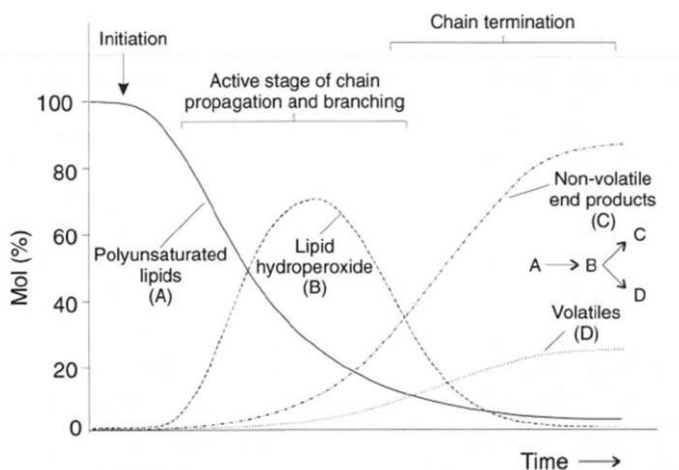 Chain termination
Initiation
Active stage of chain
propagation and branching
100
80
60
40
20
0
Mol (%)
Polyunsaturated
lipids
(A)
Lipid
hydroperoxide
(B)
Non-volatile
end products
(C)
A → B
C
D
Volatiles
(D)
Time →